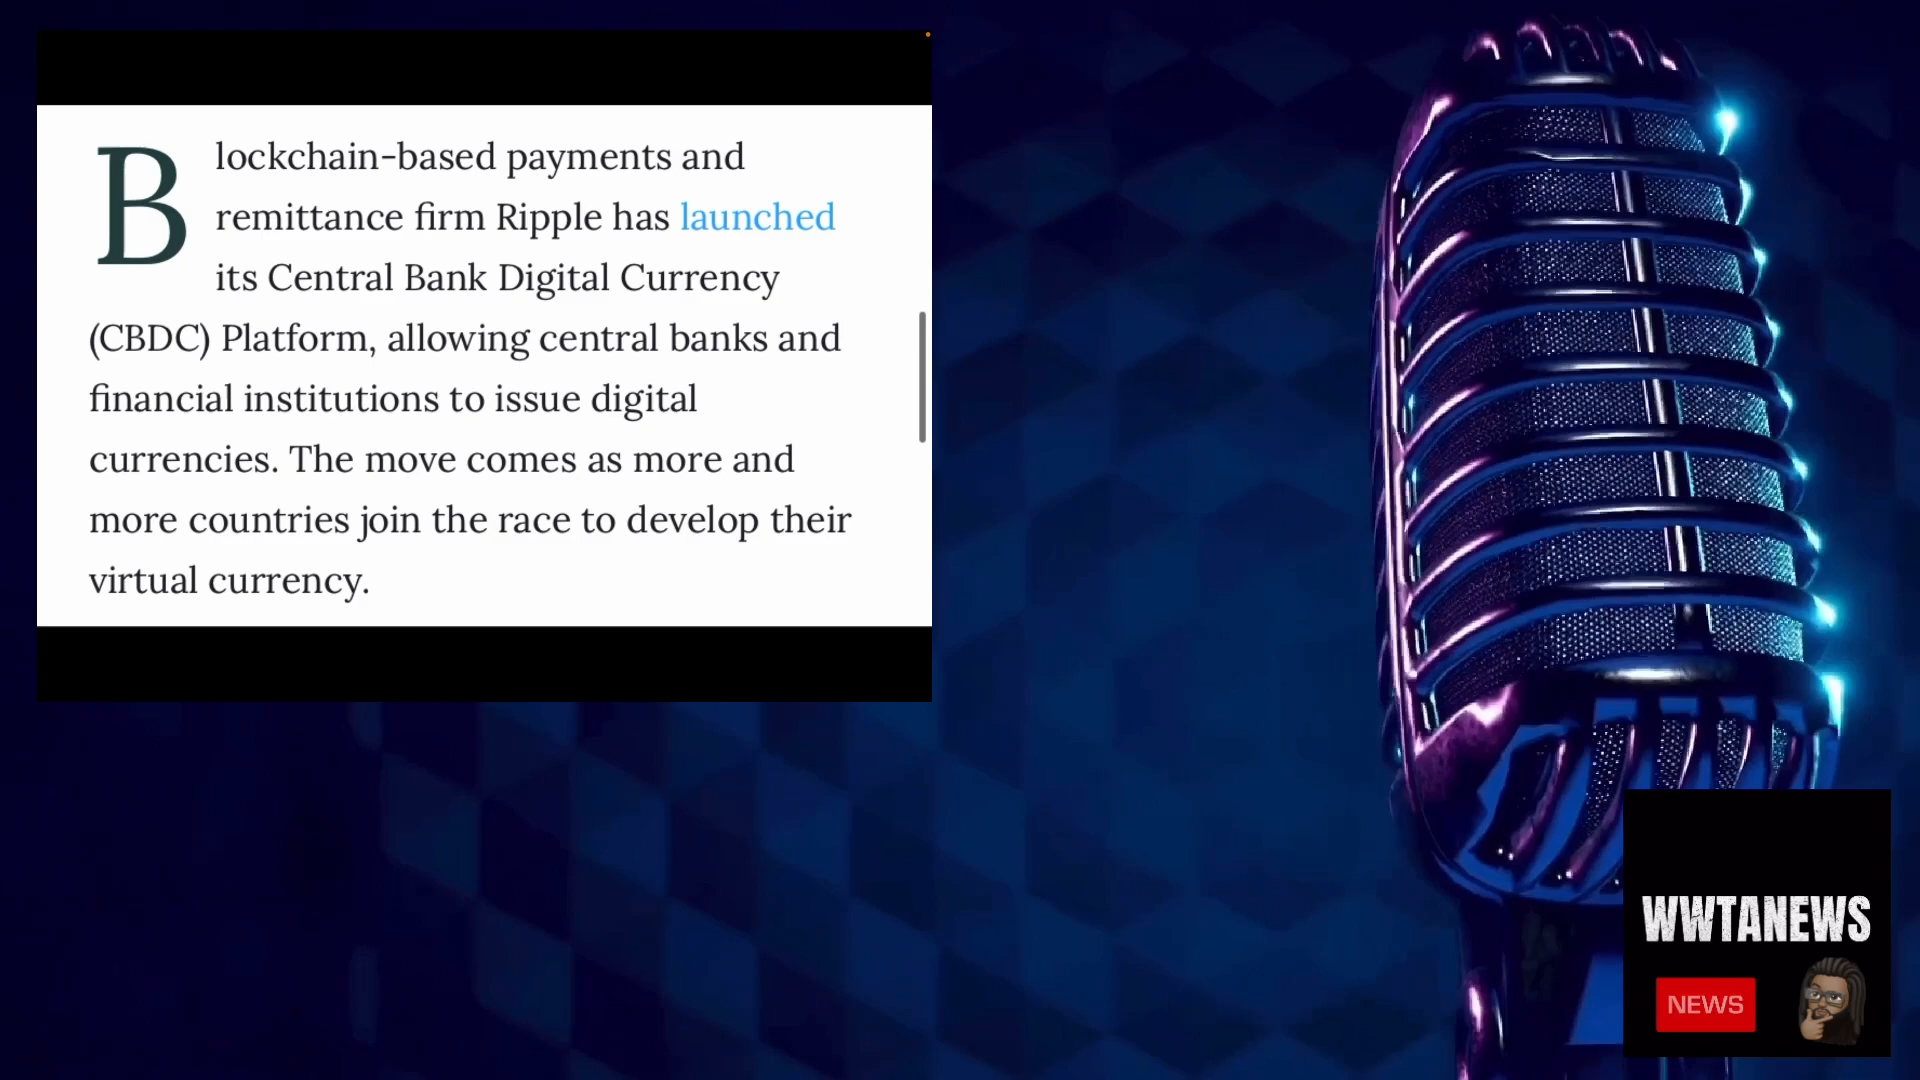 Blockchain-based payments and
remittance firm Ripple has launched
its Central Bank Digital Currency
(CBDC) Platform, allowing central banks and
financial institutions to issue digital
currencies. The move comes as more and
more countries join the race to develop their
virtual currency.
WWTANEWS
NEWS